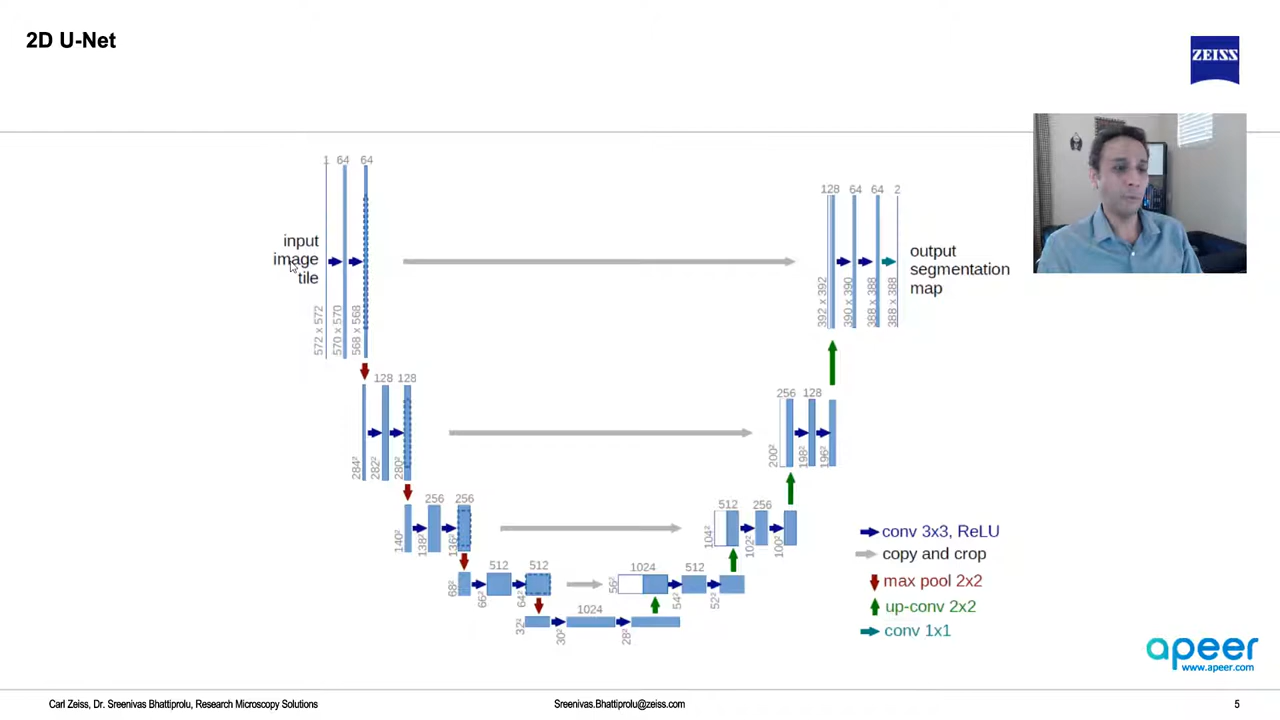 2D U-Net
ZEISS
1 64 64
input
image
tile
572 x 572
570 x 570
568 x 568
128 64 64 2
output
segmentation
map
392 x 392
390 x 390
388 x 388
388 x 388
128 128
284²
282²
280²
256 128
200²
198²
196²
256 256
140²
138²
136²
512 256
104²
102²
100²
512 512
68²
66²
64²
1024 512
56²
54²
52²
1024
32²
30²
28²
conv 3x3, ReLU
copy and crop
max pool 2x2
up-conv 2x2
conv 1x1
apeer
www.apeer.com
Carl Zeiss, Dr. Sreenivas Bhattiprolu, Research Microscopy Solutions
Sreenivas.Bhattiprolu@zeiss.com
5